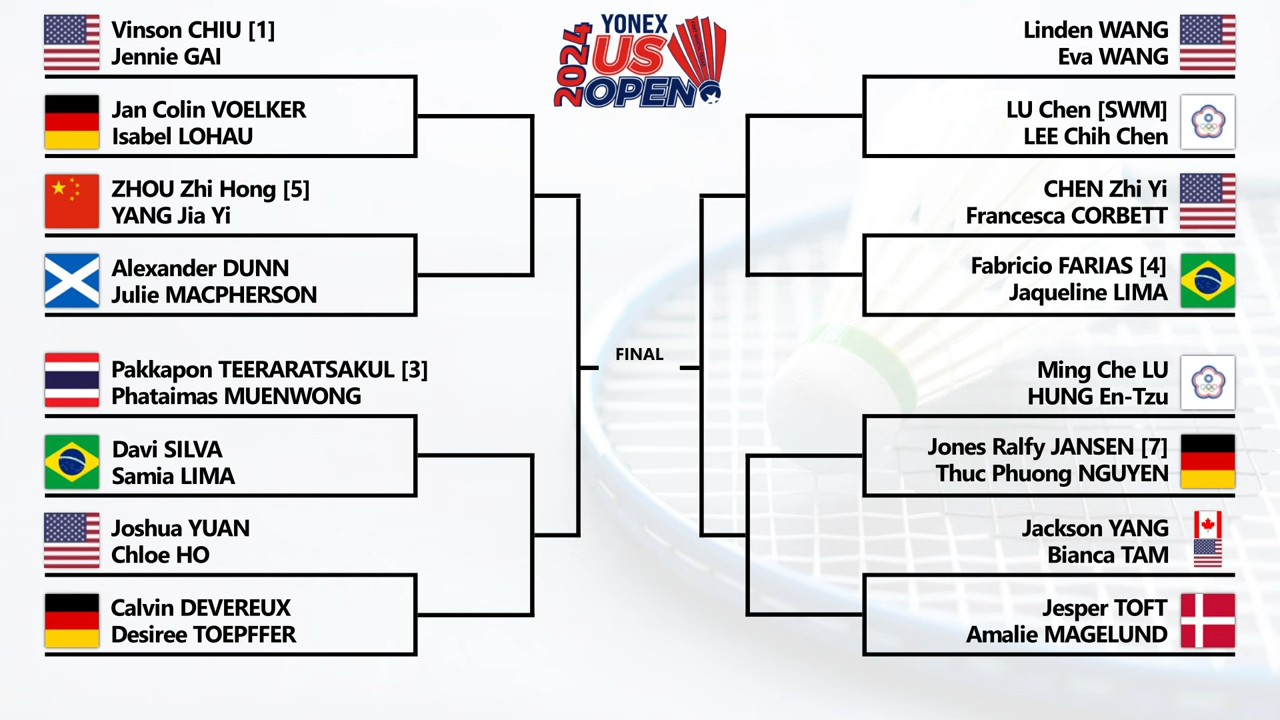 Vinson CHIU [1]
Jennie GAI
Jan Colin VOELKER
Isabel LOHAU
ZHOU Zhi Hong [5]
YANG Jia Yi
Alexander DUNN
Julie MACPHERSON
Pakkapon TEERARATSAKUL [3]
Phataimas MUENWONG
Davi SILVA
Samia LIMA
Joshua YUAN
Chloe HO
Calvin DEVEREUX
Desiree TOEPFFER
2024
YONEX
US
OPEN
FINAL
Linden WANG
Eva WANG
LU Chen [SWM]
LEE Chih Chen
CHEN Zhi Yi
Francesca CORBETT
Fabricio FARIAS [4]
Jaqueline LIMA
Ming Che LU
HUNG En-Tzu
Jones Ralfy JANSEN [7]
Thuc Phuong NGUYEN
Jackson YANG
Bianca TAM
Jesper TOFT
Amalie MAGELUND